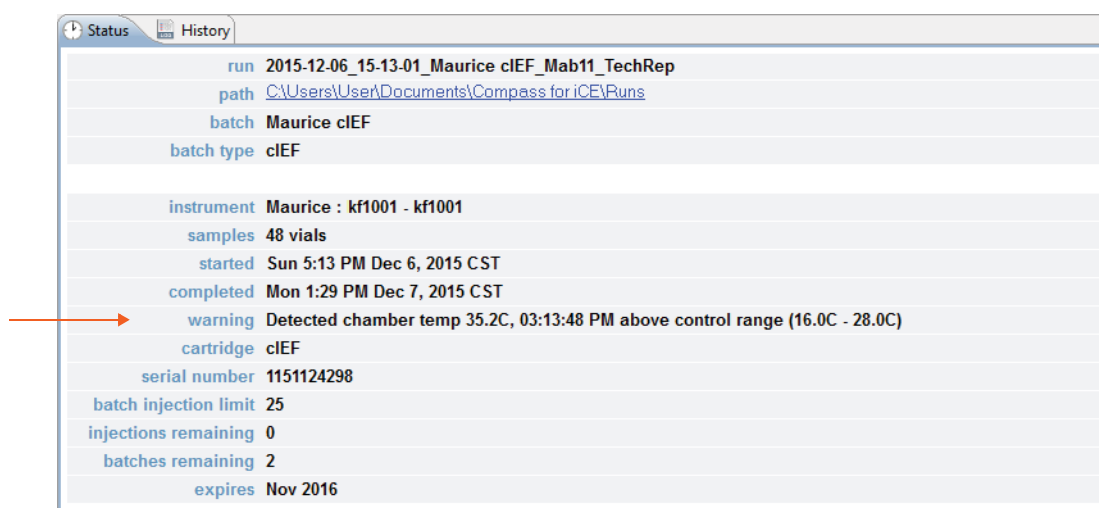 Status History
run 2015-12-06_15-13-01_Maurice cIEF_Mab11_TechRep
path C:\Users\User\Documents\Compass for iCE\Runs
batch Maurice cIEF
batch type cIEF
instrument Maurice : kf1001 - kf1001
samples 48 vials
started Sun 5:13 PM Dec 6, 2015 CST
completed Mon 1:29 PM Dec 7, 2015 CST
warning Detected chamber temp 35.2C, 03:13:48 PM above control range (16.0C - 28.0C)
cartridge cIEF
serial number 1151124298
batch injection limit 25
injections remaining 0
batches remaining 2
expires Nov 2016